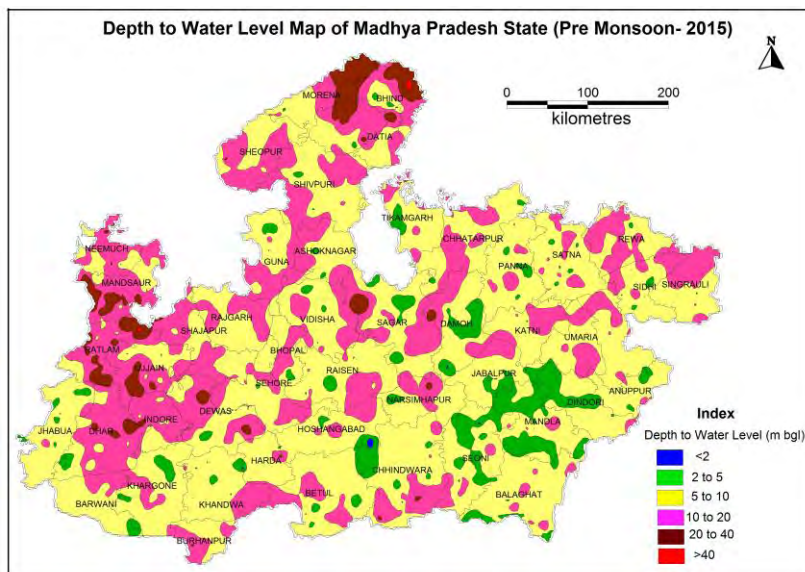 Depth to Water Level Map of Madhya Pradesh State (Pre Monsoon- 2015)
N
0 100 200
kilometres
MORENA
BHIND
DATIA
SHEOPUR
SHIVPURI
TIKAMGARH
CHHATARPUR
REWA
NEEMUCH
ASHOKNAGAR
SATNA
GUNA
PANNA
MANDSAUR
SIDHI
SINGRAULI
RAJGARH
VIDISHA
SAGAR
DAMOH
SHAJAPUR
KATNI
UMARIA
RATLAM
BHOPAL
UJJAIN
RAISEN
JABALPUR
SEHORE
ANUPPUR
NARSIMHAPUR
DINDORI
DEWAS
INDORE
JHABUA
DHAR
HOSHANGABAD
MANDLA
SEONI
HARDA
CHHINDWARA
KHARGONE
BALAGHAT
BETUL
BARWANI
KHANDWA
BURHANPUR
Index
Depth to Water Level (m bgl)
<2
2 to 5
5 to 10
10 to 20
20 to 40
>40